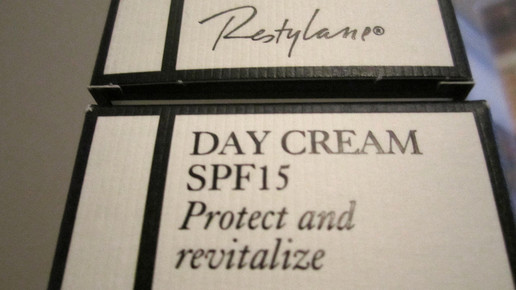 Restylane®
DAY CREAM
SPF15
Protect and
revitalize